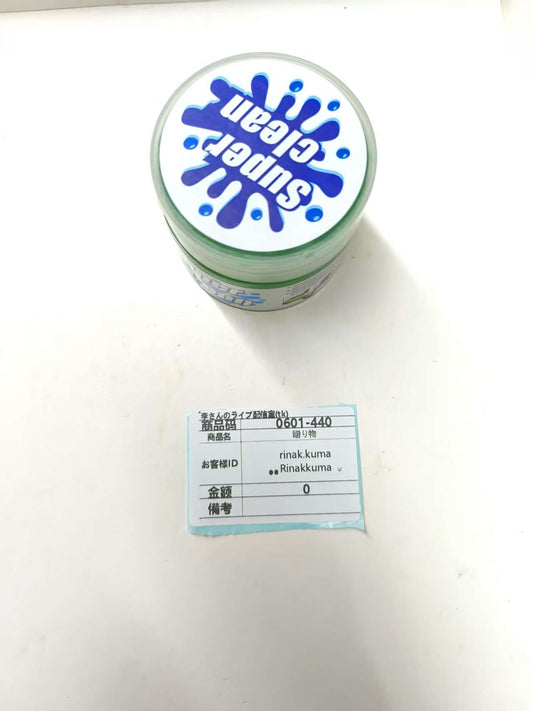 Super
clean
李さんのライブ配信室(tk)
商品码 0601-440
商品名 贈り物
お客様ID rinak.kuma
Rinakkuma
金额 0
備考